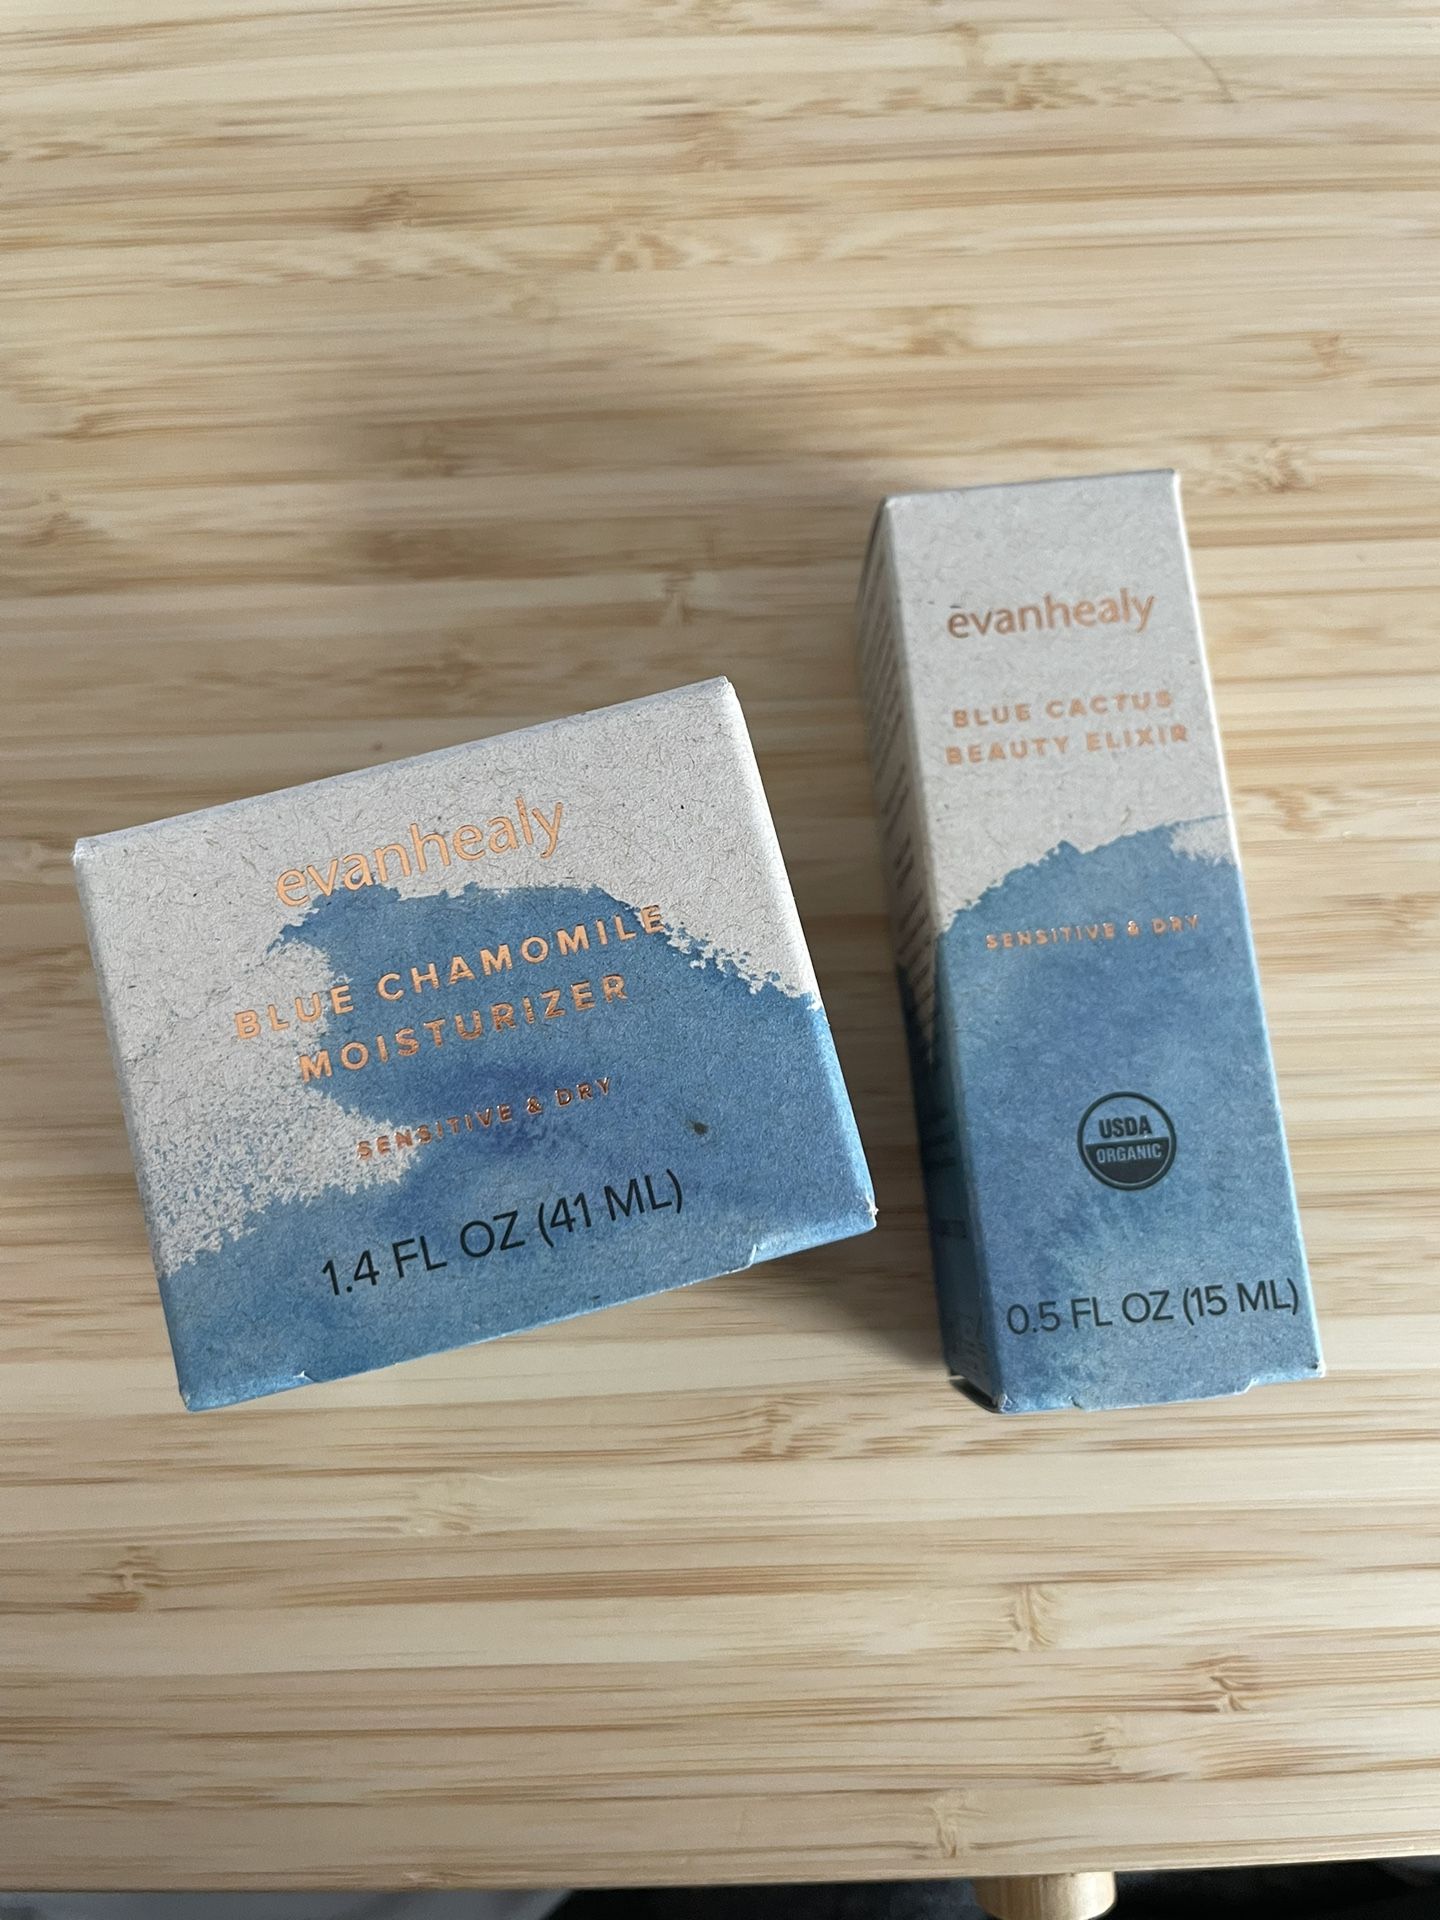 evanhealy
BLUE CHAMOMILE
MOISTURIZER
SENSITIVE & DRY
1.4 FL OZ (41 ML)
evanhealy
BLUE CACTUS
BEAUTY ELIXIR
SENSITIVE & DRY
USDA
ORGANIC
0.5 FL OZ (15 ML)